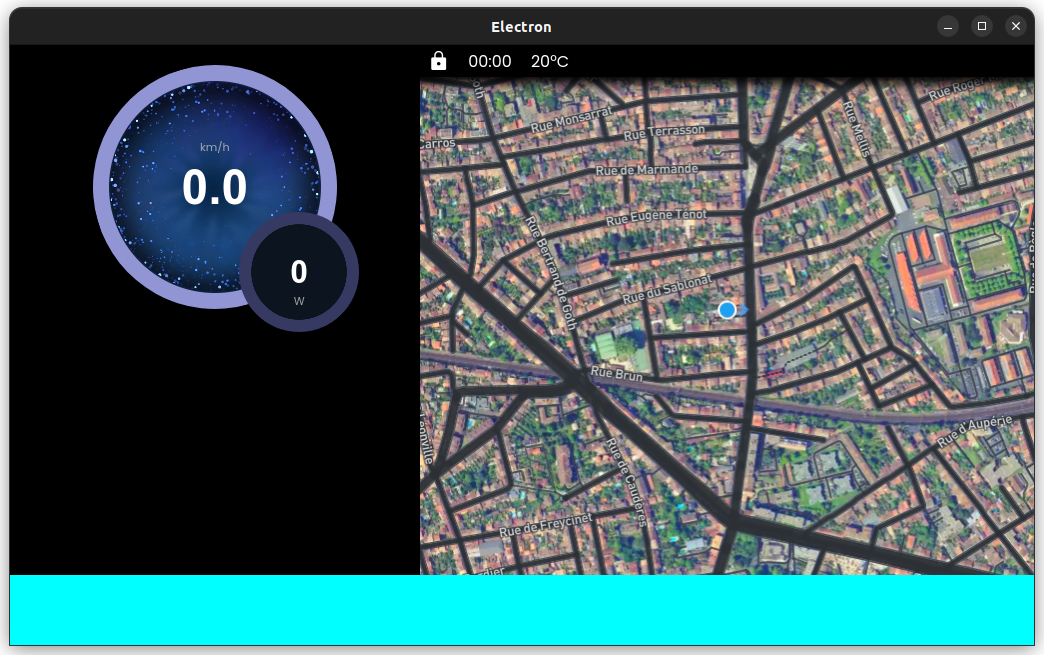 Electron
00:00 20°C
km/h
0.0
0
W
Rue Roger
Rue Monsarrat
Rue Mellis
Rue Terrasson
Carros
Rue de Marmande
Rue Eugène Ténot
Rue Bertrand de Goth
Rue du Sablonat
Rue Brun
Rue d'Aupérie
Rue de Caudéres
Rue de Freycinet